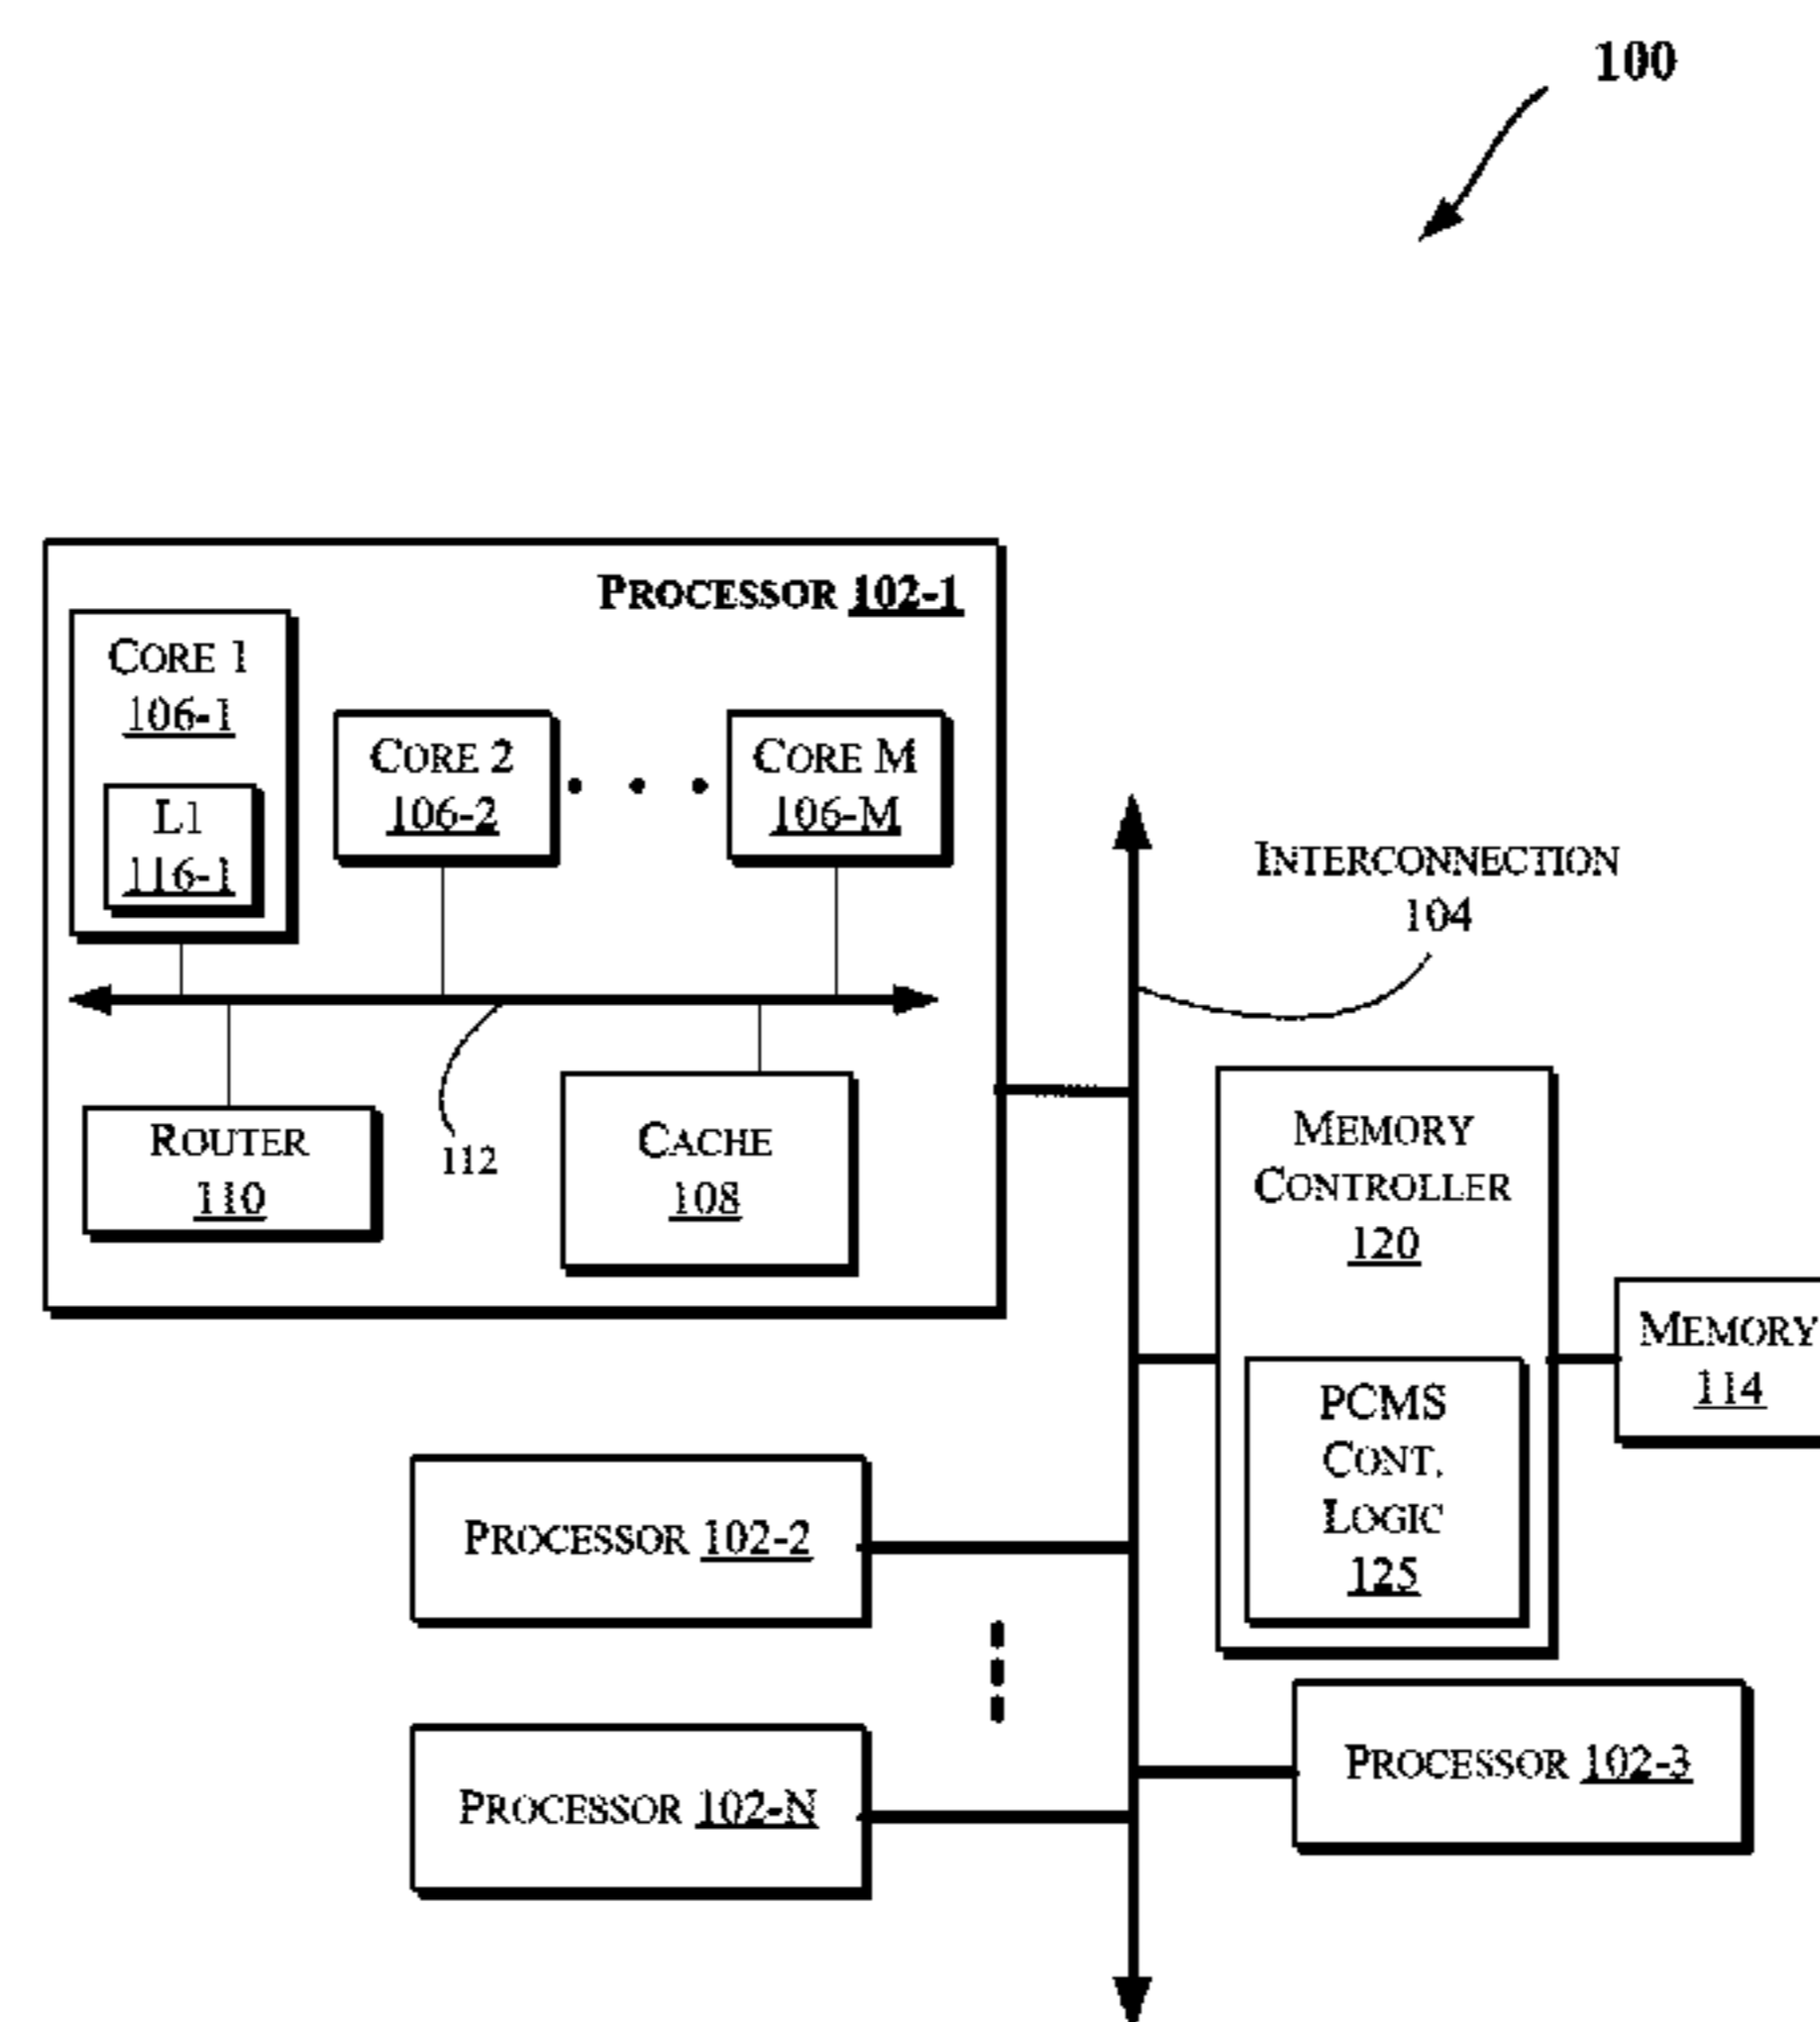 100
PROCESSOR 102-1
CORE 1
106-1
L1
116-1
CORE 2
106-2
CORE M
106-M
112
ROUTER
110
CACHE
108
INTERCONNECTION
104
MEMORY
CONTROLLER
120
PCMS
CONT.
LOGIC
125
MEMORY
114
PROCESSOR 102-2
PROCESSOR 102-N
PROCESSOR 102-3